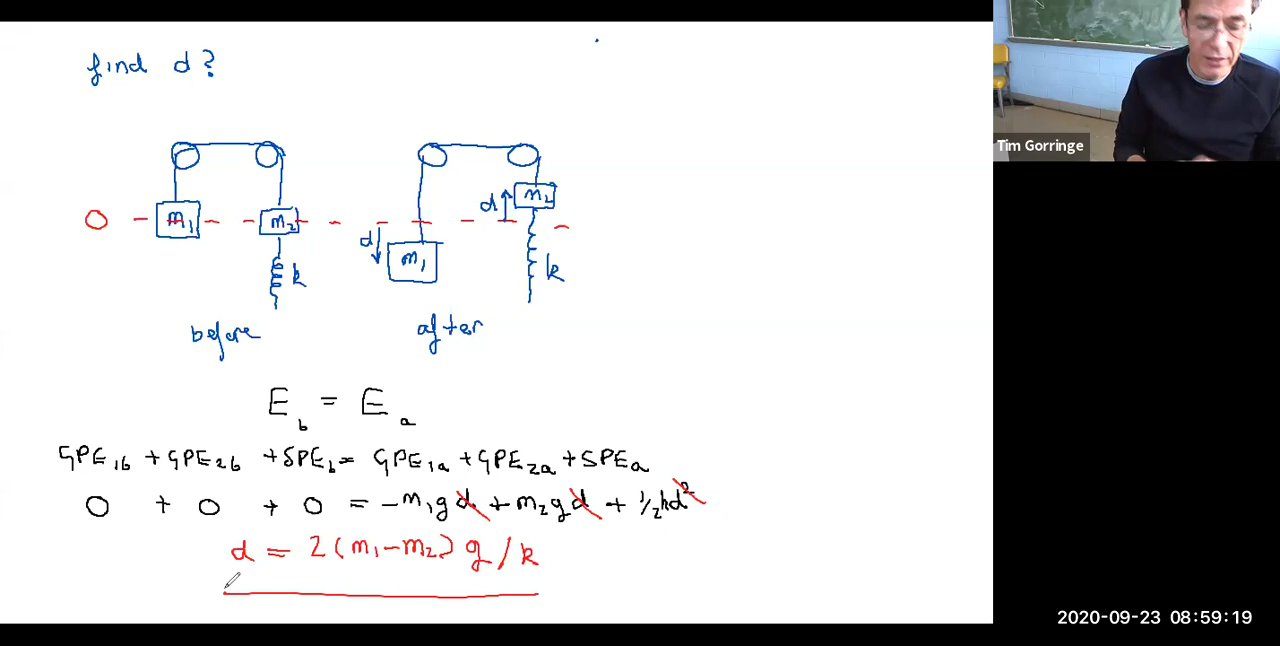 find d?
Tim Gorringe
O m₁ m₂ k d m₁ d m₂ k
before after
E_b = E_a
GPE_1b + GPE_2b + SPE_b = GPE_1a + GPE_2a + SPE_a
0 + 0 + 0 = -m₁gd + m₂gd + ½kd²
d = 2(m₁-m₂)g/k
2020-09-23 08:59:19